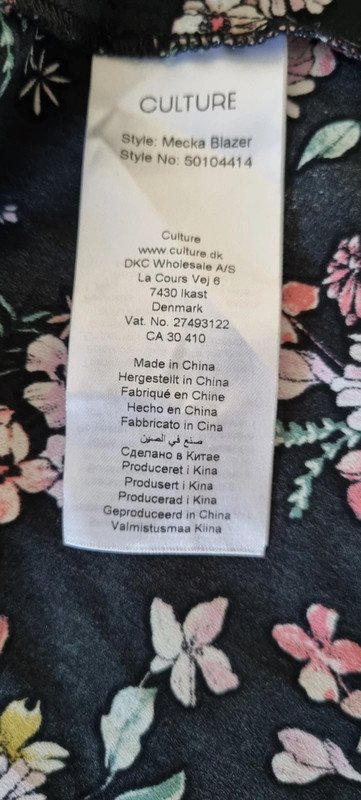 CULTURE
Style: Mecka Blazer
Style No: 50104414
Culture
www.culture.dk
DKC Wholesale A/S
La Cours Vej 6
7430 Ikast
Denmark
Vat. No. 27493122
CA 30 410
Made in China
Hergestellt in China
Fabriqué en Chine
Hecho en China
Fabbricato in Cina
صنع في الصين
Сделано в Китае
Produceret i Kina
Produsert i Kina
Producerad i Kina
Geproduceerd in China
Valmistusmaa Kiina